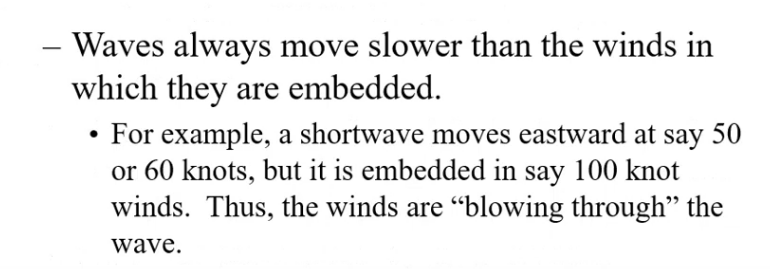 – Waves always move slower than the winds in
which they are embedded.
• For example, a shortwave moves eastward at say 50
or 60 knots, but it is embedded in say 100 knot
winds.  Thus, the winds are “blowing through” the
wave.